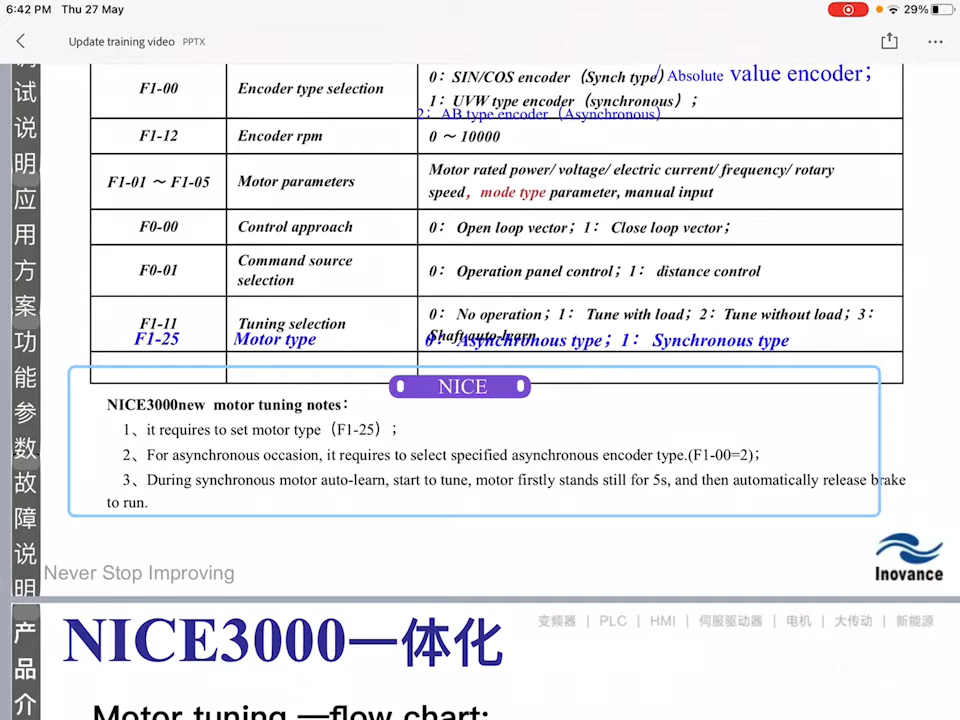 6:42 PM Thu 27 May 29%
Update training video PPTX
试
说
明
应
用
方
案
功
能
参
数
故
障
说
明
F1-00 Encoder type selection 0：SIN/COS encoder（Synch type）/ Absolute value encoder；
1：UVW type encoder（synchronous）；
2：AB type encoder（Asynchronous）
F1-12 Encoder rpm 0 ～ 10000
F1-01 ～ F1-05 Motor parameters Motor rated power/ voltage/ electric current/ frequency/ rotary
speed，mode type parameter, manual input
F0-00 Control approach 0： Open loop vector；1： Close loop vector；
F0-01 Command source
selection 0： Operation panel control；1： distance control
F1-11 Tuning selection 0： No operation；1： Tune with load；2：Tune without load；3：
Shaft auto-learn
F1-25 Motor type 0： Asynchronous type；1： Synchronous type
NICE
NICE3000new motor tuning notes：
1、it requires to set motor type（F1-25）；
2、For asynchronous occasion, it requires to select specified asynchronous encoder type.(F1-00=2)；
3、During synchronous motor auto-learn, start to tune, motor firstly stands still for 5s, and then automatically release brake
to run.
Never Stop Improving
Inovance
产
品
介
NICE3000一体化
变频器 | PLC | HMI | 伺服驱动器 | 电机 | 大传动 | 新能源
Motor tuning —flow chart: